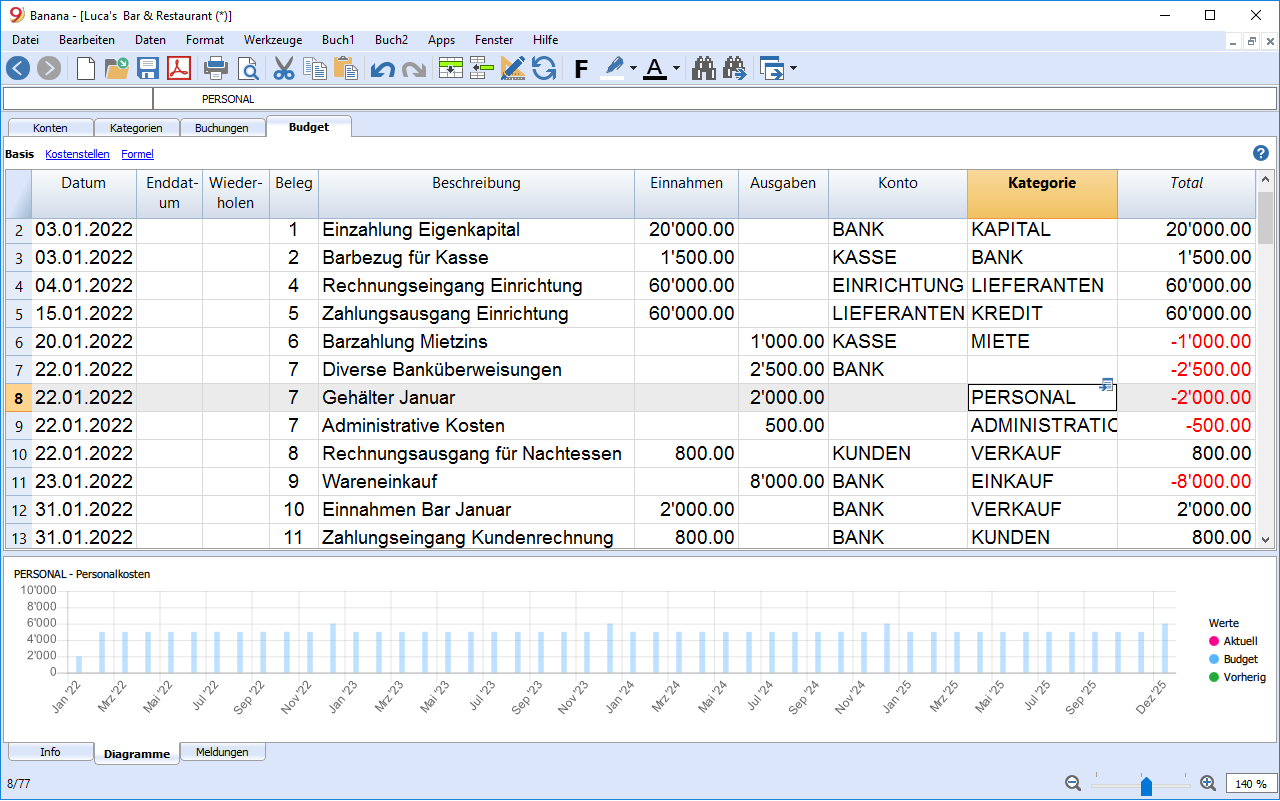 Banana - [Luca's Bar & Restaurant (*)]
Datei Bearbeiten Daten Format Werkzeuge Buch1 Buch2 Apps Fenster Hilfe
F A
PERSONAL
Konten Kategorien Buchungen Budget
Basis Kostenstellen Formel
Datum Enddat-um Wieder-holen Beleg Beschreibung Einnahmen Ausgaben Konto Kategorie Total
2 03.01.2022 1 Einzahlung Eigenkapital 20'000.00 BANK KAPITAL 20'000.00
3 03.01.2022 2 Barbezug für Kasse 1'500.00 KASSE BANK 1'500.00
4 04.01.2022 4 Rechnungseingang Einrichtung 60'000.00 EINRICHTUNG LIEFERANTEN 60'000.00
5 15.01.2022 5 Zahlungsausgang Einrichtung 60'000.00 LIEFERANTEN KREDIT 60'000.00
6 20.01.2022 6 Barzahlung Mietzins 1'000.00 KASSE MIETE -1'000.00
7 22.01.2022 7 Diverse Banküberweisungen 2'500.00 BANK -2'500.00
8 22.01.2022 7 Gehälter Januar 2'000.00 PERSONAL -2'000.00
9 22.01.2022 7 Administrative Kosten 500.00 ADMINISTRATIO -500.00
10 22.01.2022 8 Rechnungsausgang für Nachtessen 800.00 KUNDEN VERKAUF 800.00
11 23.01.2022 9 Wareneinkauf 8'000.00 BANK EINKAUF -8'000.00
12 31.01.2022 10 Einnahmen Bar Januar 2'000.00 BANK VERKAUF 2'000.00
13 31.01.2022 11 Zahlungseingang Kundenrechnung 800.00 BANK KUNDEN 800.00
PERSONAL - Personalkosten
10'000
8'000
6'000
4'000
2'000
0
Jan '22 Mrz '22 Mai '22 Jul '22 Sep '22 Nov '22 Jan '23 Mrz '23 Mai '23 Jul '23 Sep '23 Nov '23 Jan '24 Mrz '24 Mai '24 Jul '24 Sep '24 Nov '24 Jan '25 Mrz '25 Mai '25 Jul '25 Sep '25 Dez '25
Werte
Aktuell
Budget
Vorherig
Info Diagramme Meldungen
8/77 140 %